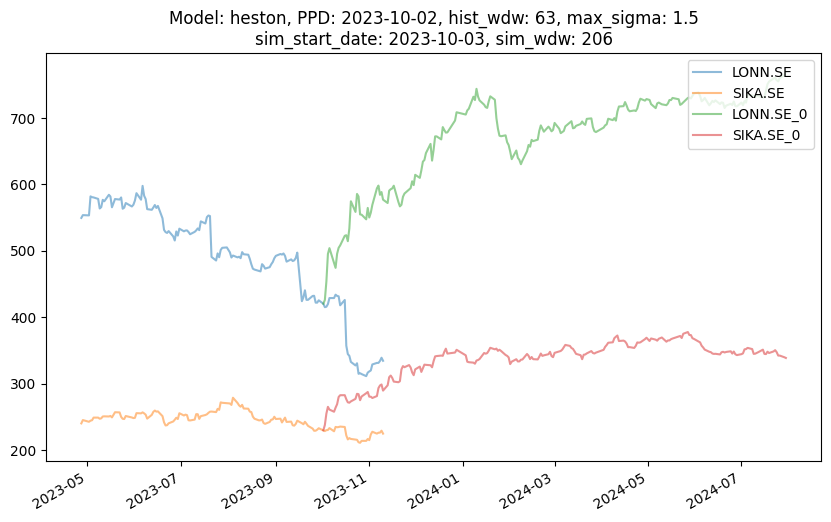 Model: heston, PPD: 2023-10-02, hist_wdw: 63, max_sigma: 1.5
sim_start_date: 2023-10-03, sim_wdw: 206
LONN.SE
SIKA.SE
LONN.SE_0
SIKA.SE_0
700
600
500
400
300
200
2023-05
2023-07
2023-09
2023-11
2024-01
2024-03
2024-05
2024-07